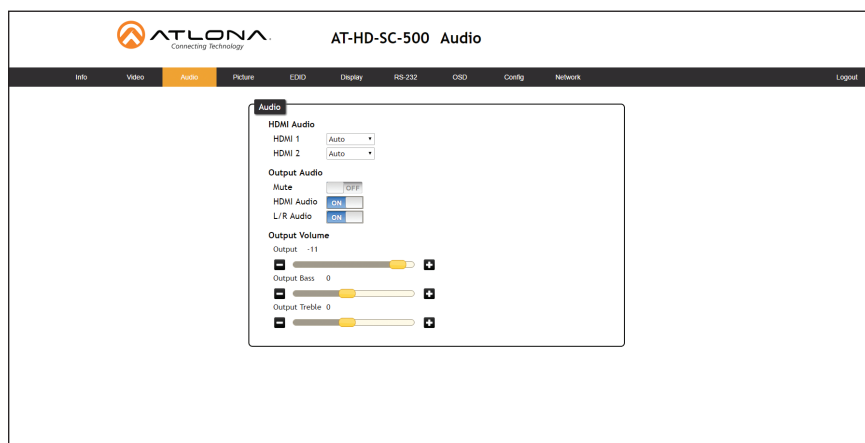 ATLONA.
Connecting Technology
AT-HD-SC-500 Audio
Info Video Audio Picture EDID Display RS-232 OSD Config Network Logout
Audio
HDMI Audio
HDMI 1 Auto
HDMI 2 Auto
Output Audio
Mute OFF
HDMI Audio ON
L/R Audio ON
Output Volume
Output -11
Output Bass 0
Output Treble 0